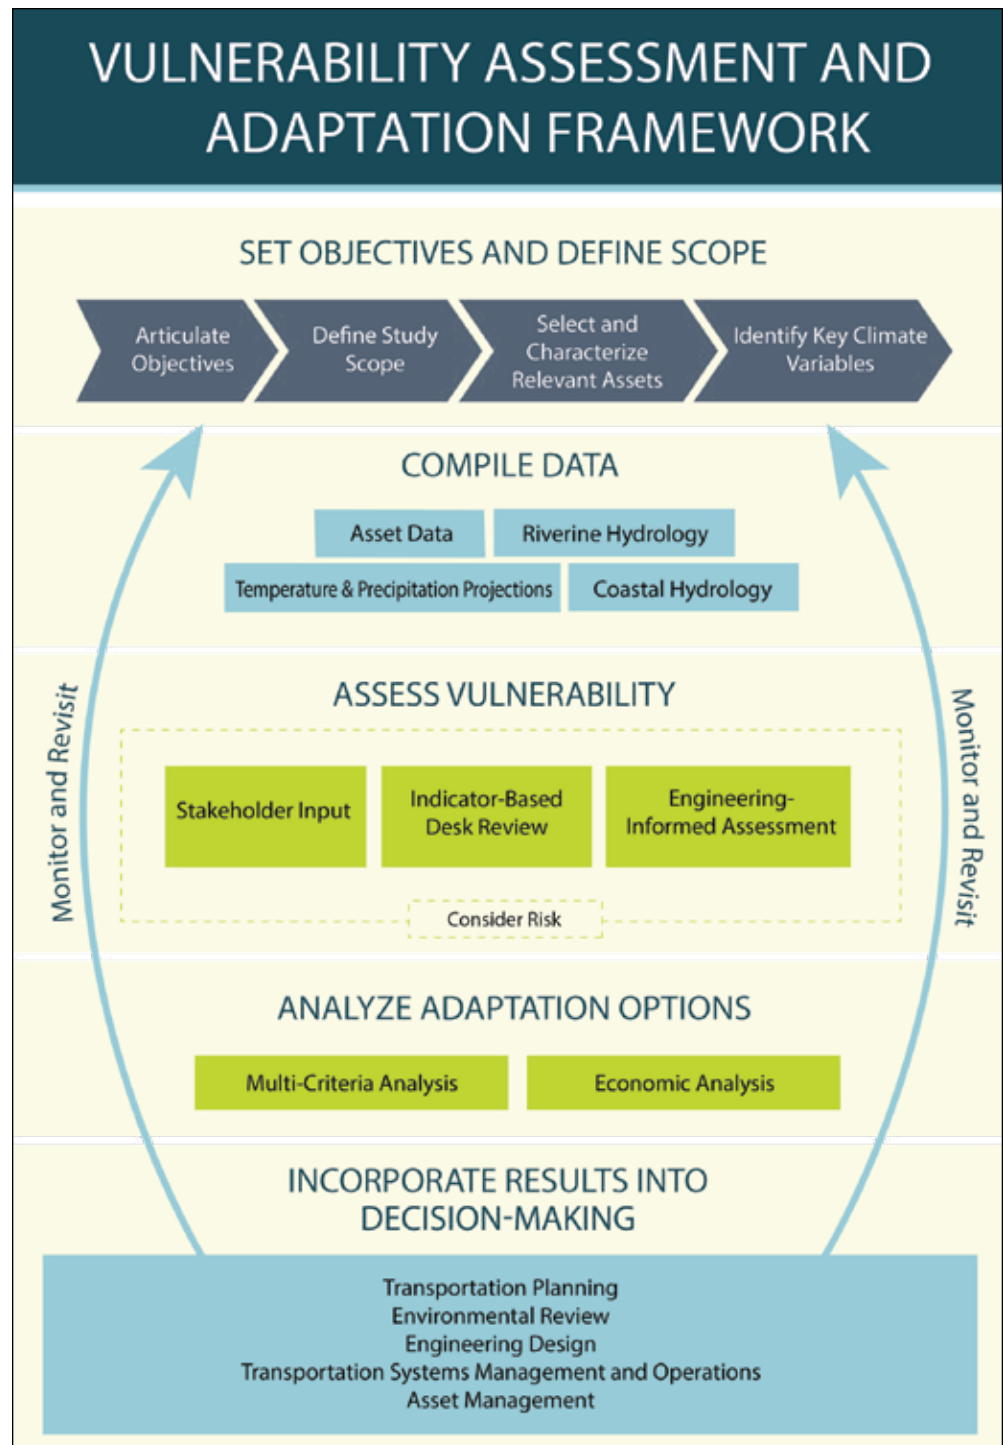 VULNERABILITY ASSESSMENT AND
ADAPTATION FRAMEWORK
SET OBJECTIVES AND DEFINE SCOPE
Articulate
Objectives
Define Study
Scope
Select and
Characterize
Relevant Assets
Identify Key Climate
Variables
COMPILE DATA
Asset Data
Riverine Hydrology
Temperature & Precipitation Projections
Coastal Hydrology
Monitor and Revisit
ASSESS VULNERABILITY
Stakeholder Input
Indicator-Based
Desk Review
Engineering-
Informed Assessment
Consider Risk
Monitor and Revisit
ANALYZE ADAPTATION OPTIONS
Multi-Criteria Analysis
Economic Analysis
INCORPORATE RESULTS INTO
DECISION-MAKING
Transportation Planning
Environmental Review
Engineering Design
Transportation Systems Management and Operations
Asset Management